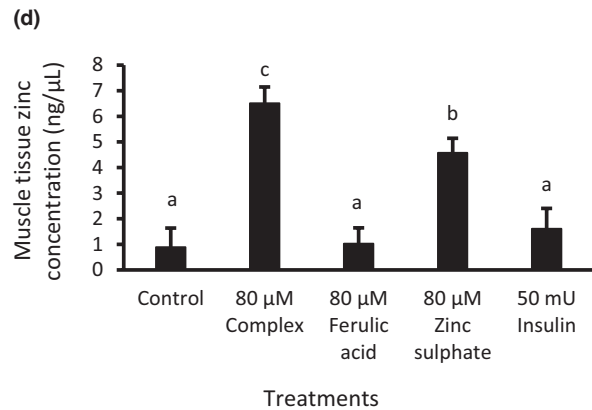 (d)
Muscle tissue zinc
concentration (ng/µL)
8
7
6
5
4
3
2
1
0
a
c
a
b
a
Control
80 µM
Complex
80 µM
Ferulic
acid
80 µM
Zinc
sulphate
50 mU
Insulin
Treatments